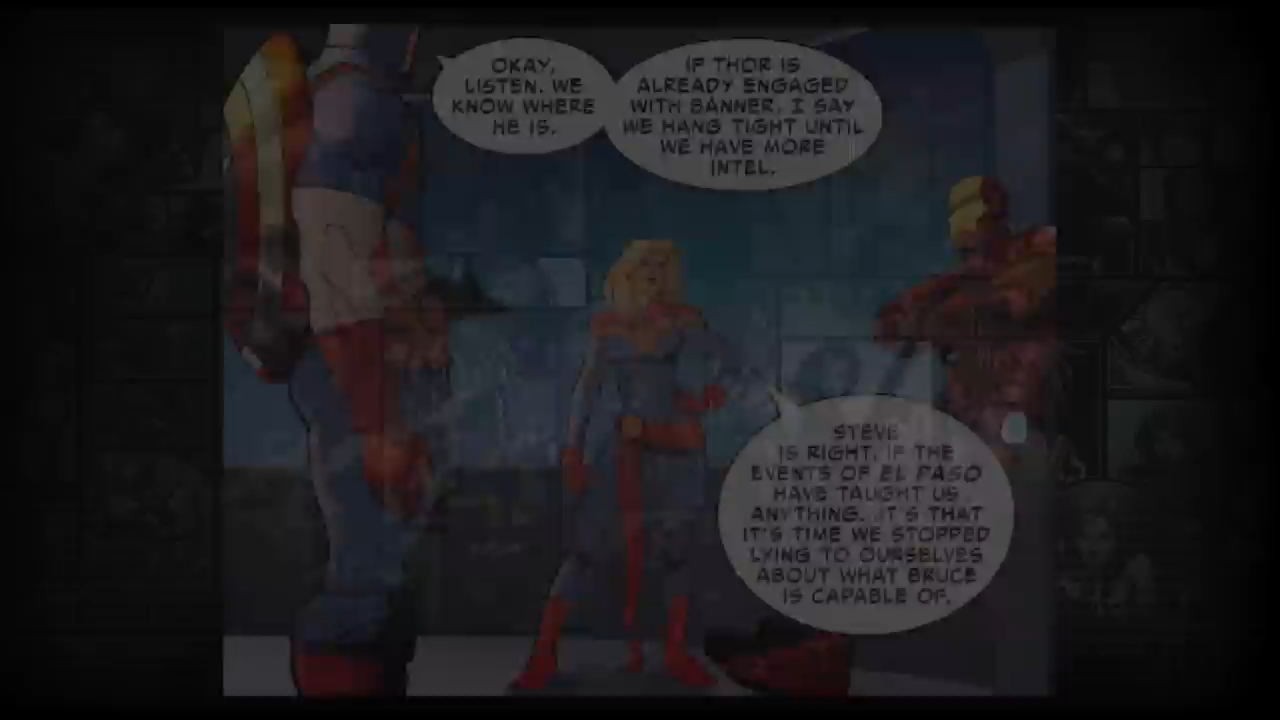 OKAY,
LISTEN. WE
KNOW WHERE
HE IS.
IF THOR IS
ALREADY ENGAGED
WITH BANNER, I SAY
WE HANG TIGHT UNTIL
WE HAVE MORE
INTEL.
STEVE
IS RIGHT. IF THE
EVENTS OF EL PASO
HAVE TAUGHT US
ANYTHING, IT'S THAT
IT'S TIME WE STOPPED
LYING TO OURSELVES
ABOUT WHAT BRUCE
IS CAPABLE OF.